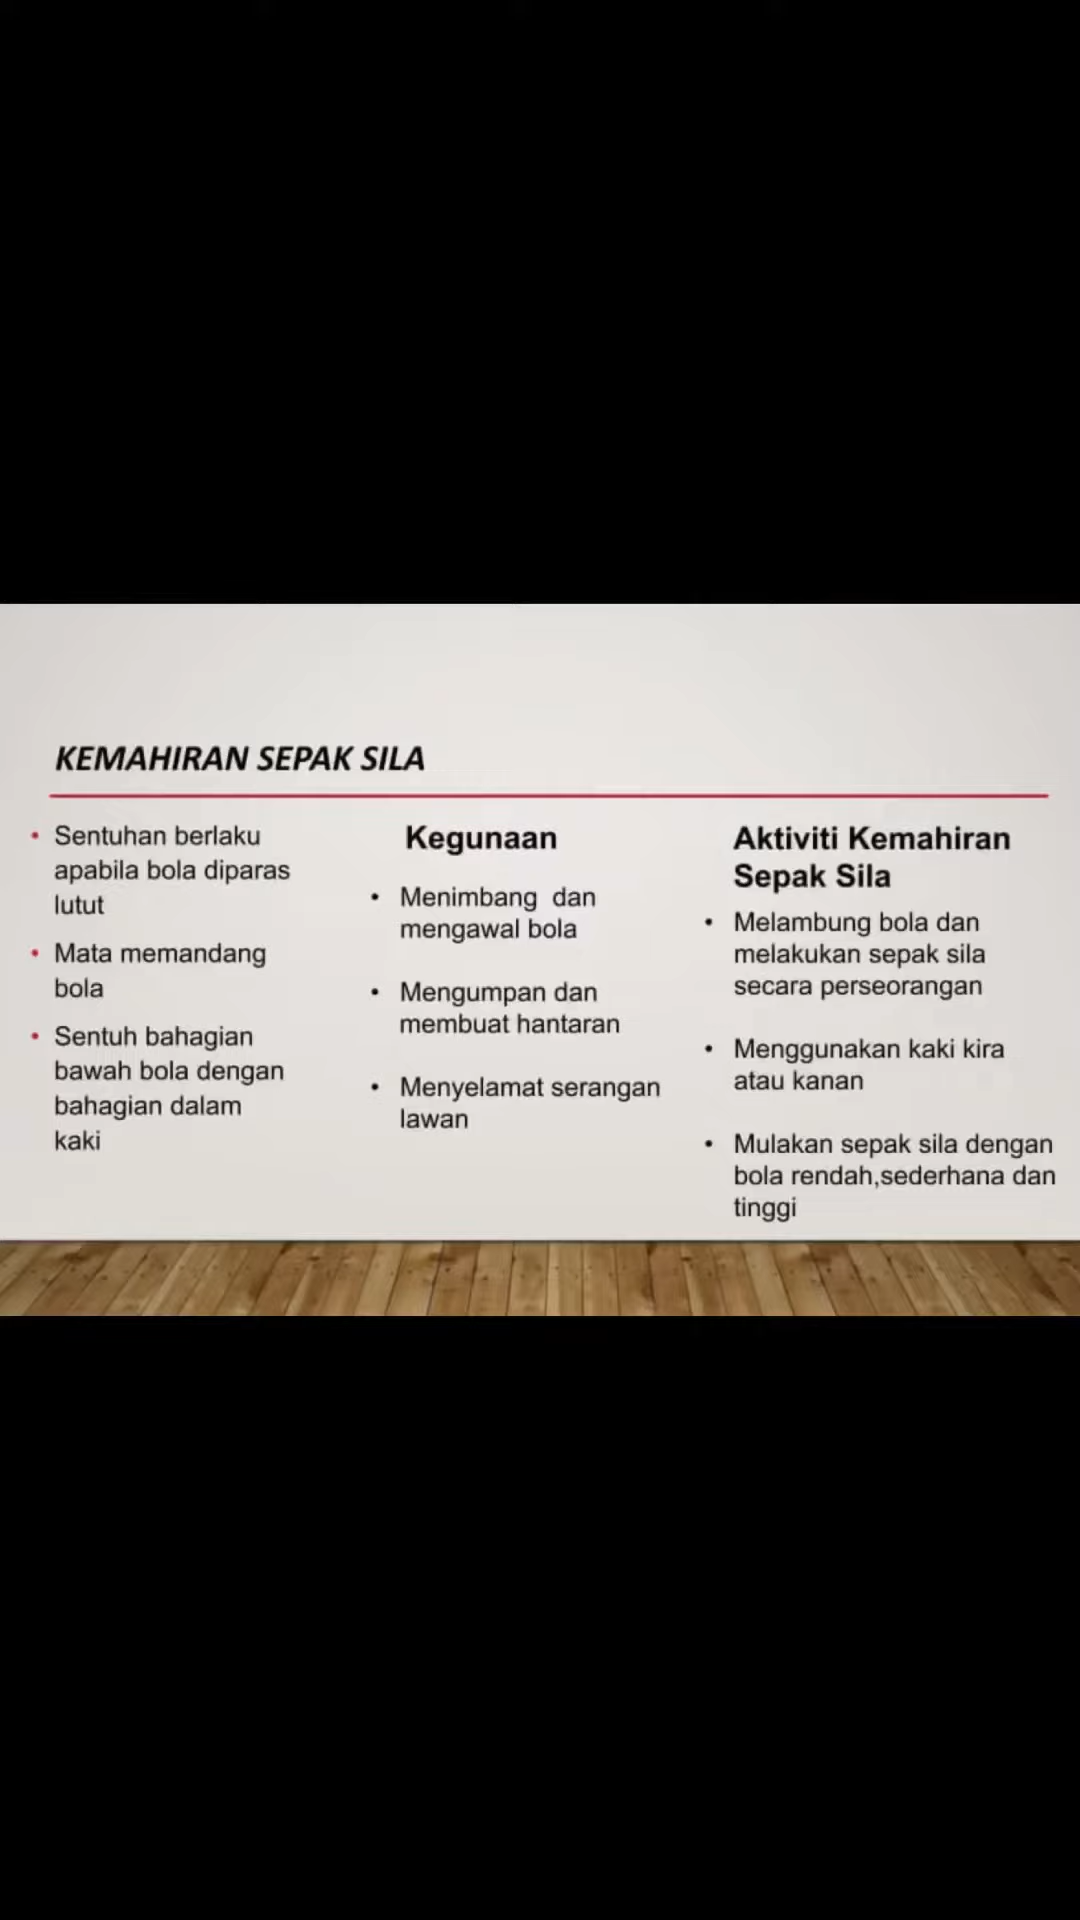 KEMAHIRAN SEPAK SILA
• Sentuhan berlaku
apabila bola diparas
lutut
• Mata memandang
bola
• Sentuh bahagian
bawah bola dengan
bahagian dalam
kaki
Kegunaan
• Menimbang dan
mengawal bola
• Mengumpan dan
membuat hantaran
• Menyelamat serangan
lawan
Aktiviti Kemahiran
Sepak Sila
• Melambung bola dan
melakukan sepak sila
secara perseorangan
• Menggunakan kaki kira
atau kanan
• Mulakan sepak sila dengan
bola rendah,sederhana dan
tinggi